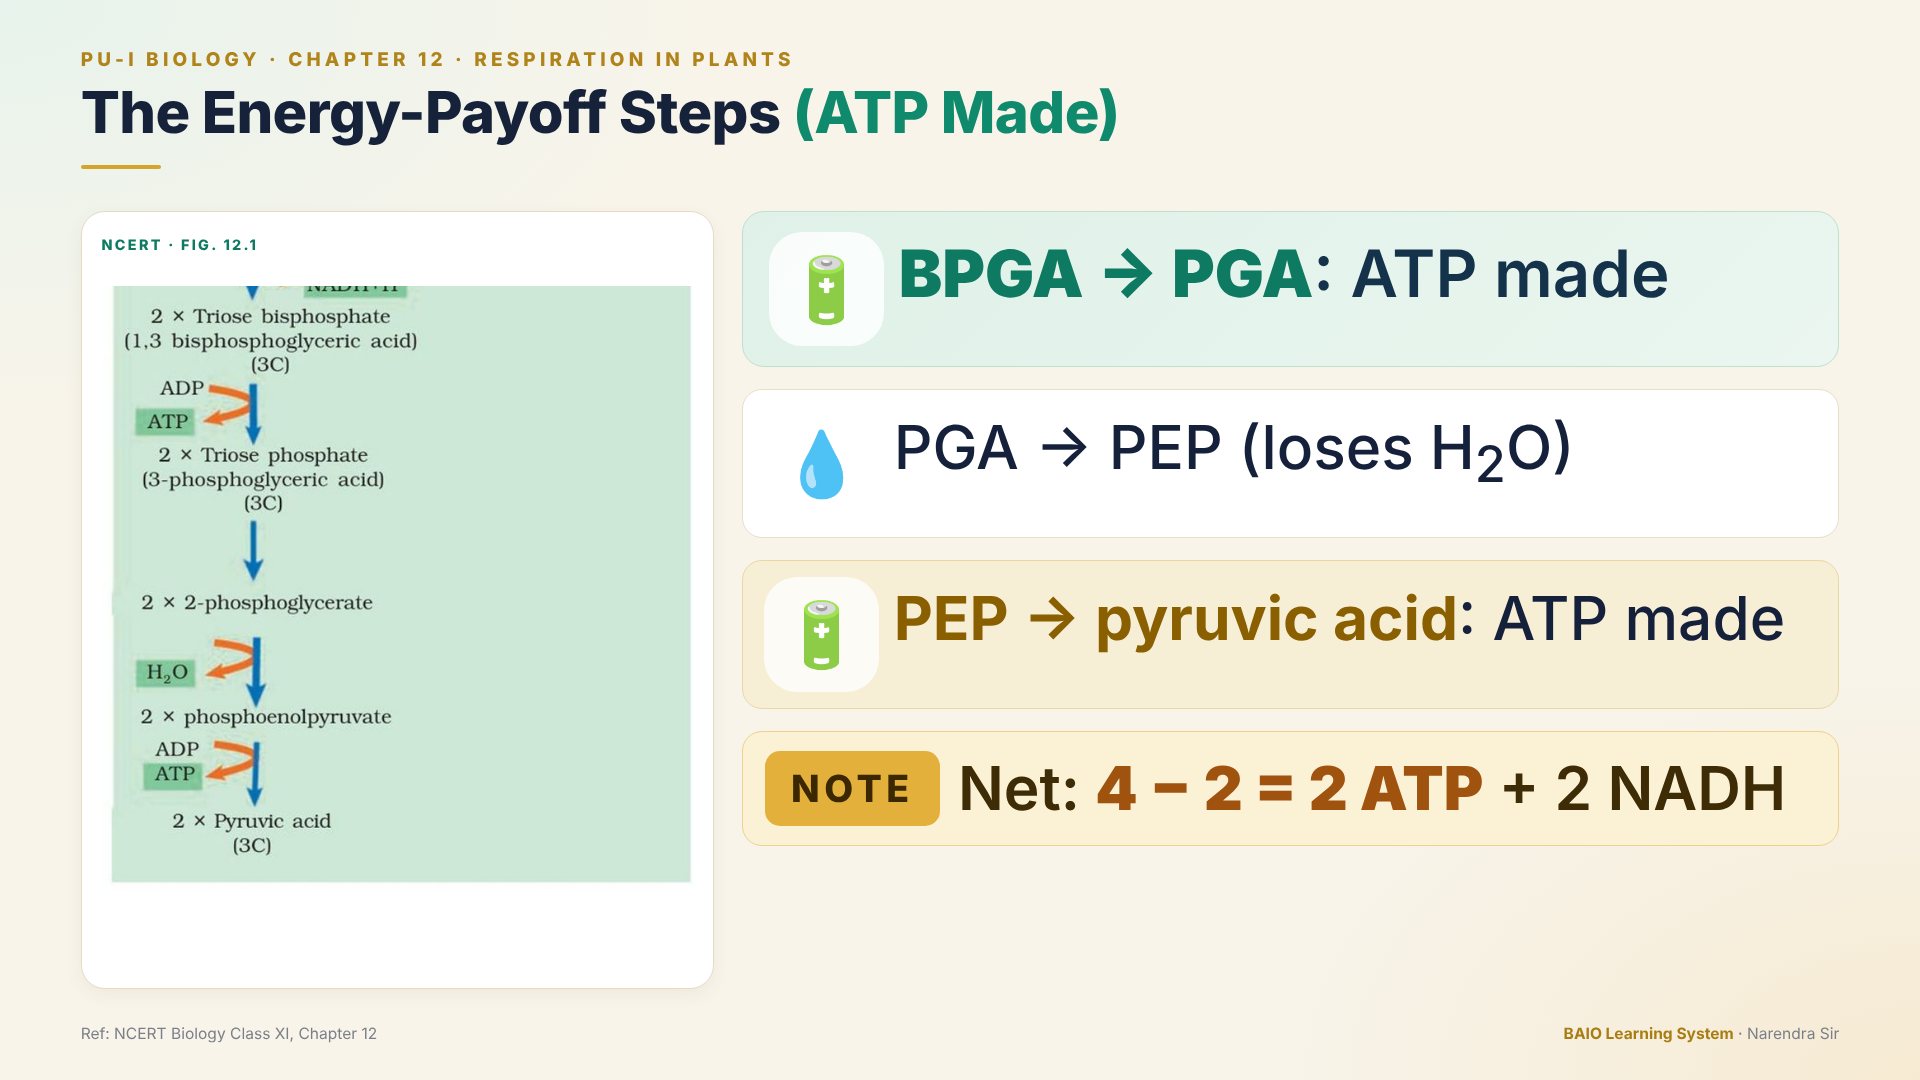 PU-I BIOLOGY · CHAPTER 12 · RESPIRATION IN PLANTS
The Energy-Payoff Steps (ATP Made)
NCERT · FIG. 12.1
2 × Triose bisphosphate
(1,3 bisphosphoglyceric acid)
(3C)
ADP
ATP
2 × Triose phosphate
(3-phosphoglyceric acid)
(3C)
2 × 2-phosphoglycerate
H₂O
2 × phosphoenolpyruvate
ADP
ATP
2 × Pyruvic acid
(3C)
BPGA → PGA: ATP made
PGA → PEP (loses H₂O)
PEP → pyruvic acid: ATP made
NOTE Net: 4 − 2 = 2 ATP + 2 NADH
Ref: NCERT Biology Class XI, Chapter 12
BAIO Learning System · Narendra Sir